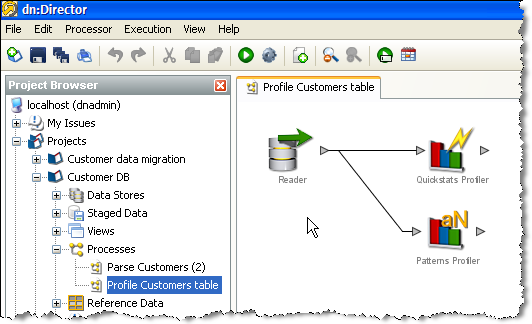 dn:Director
File Edit Processor Execution View Help
Project Browser
localhost (dnadmin)
My Issues
Projects
Customer data migration
Customer DB
Data Stores
Staged Data
Views
Processes
Parse Customers (2)
Profile Customers table
Reference Data
Profile Customers table
Reader
Quickstats Profiler
aN
Patterns Profiler